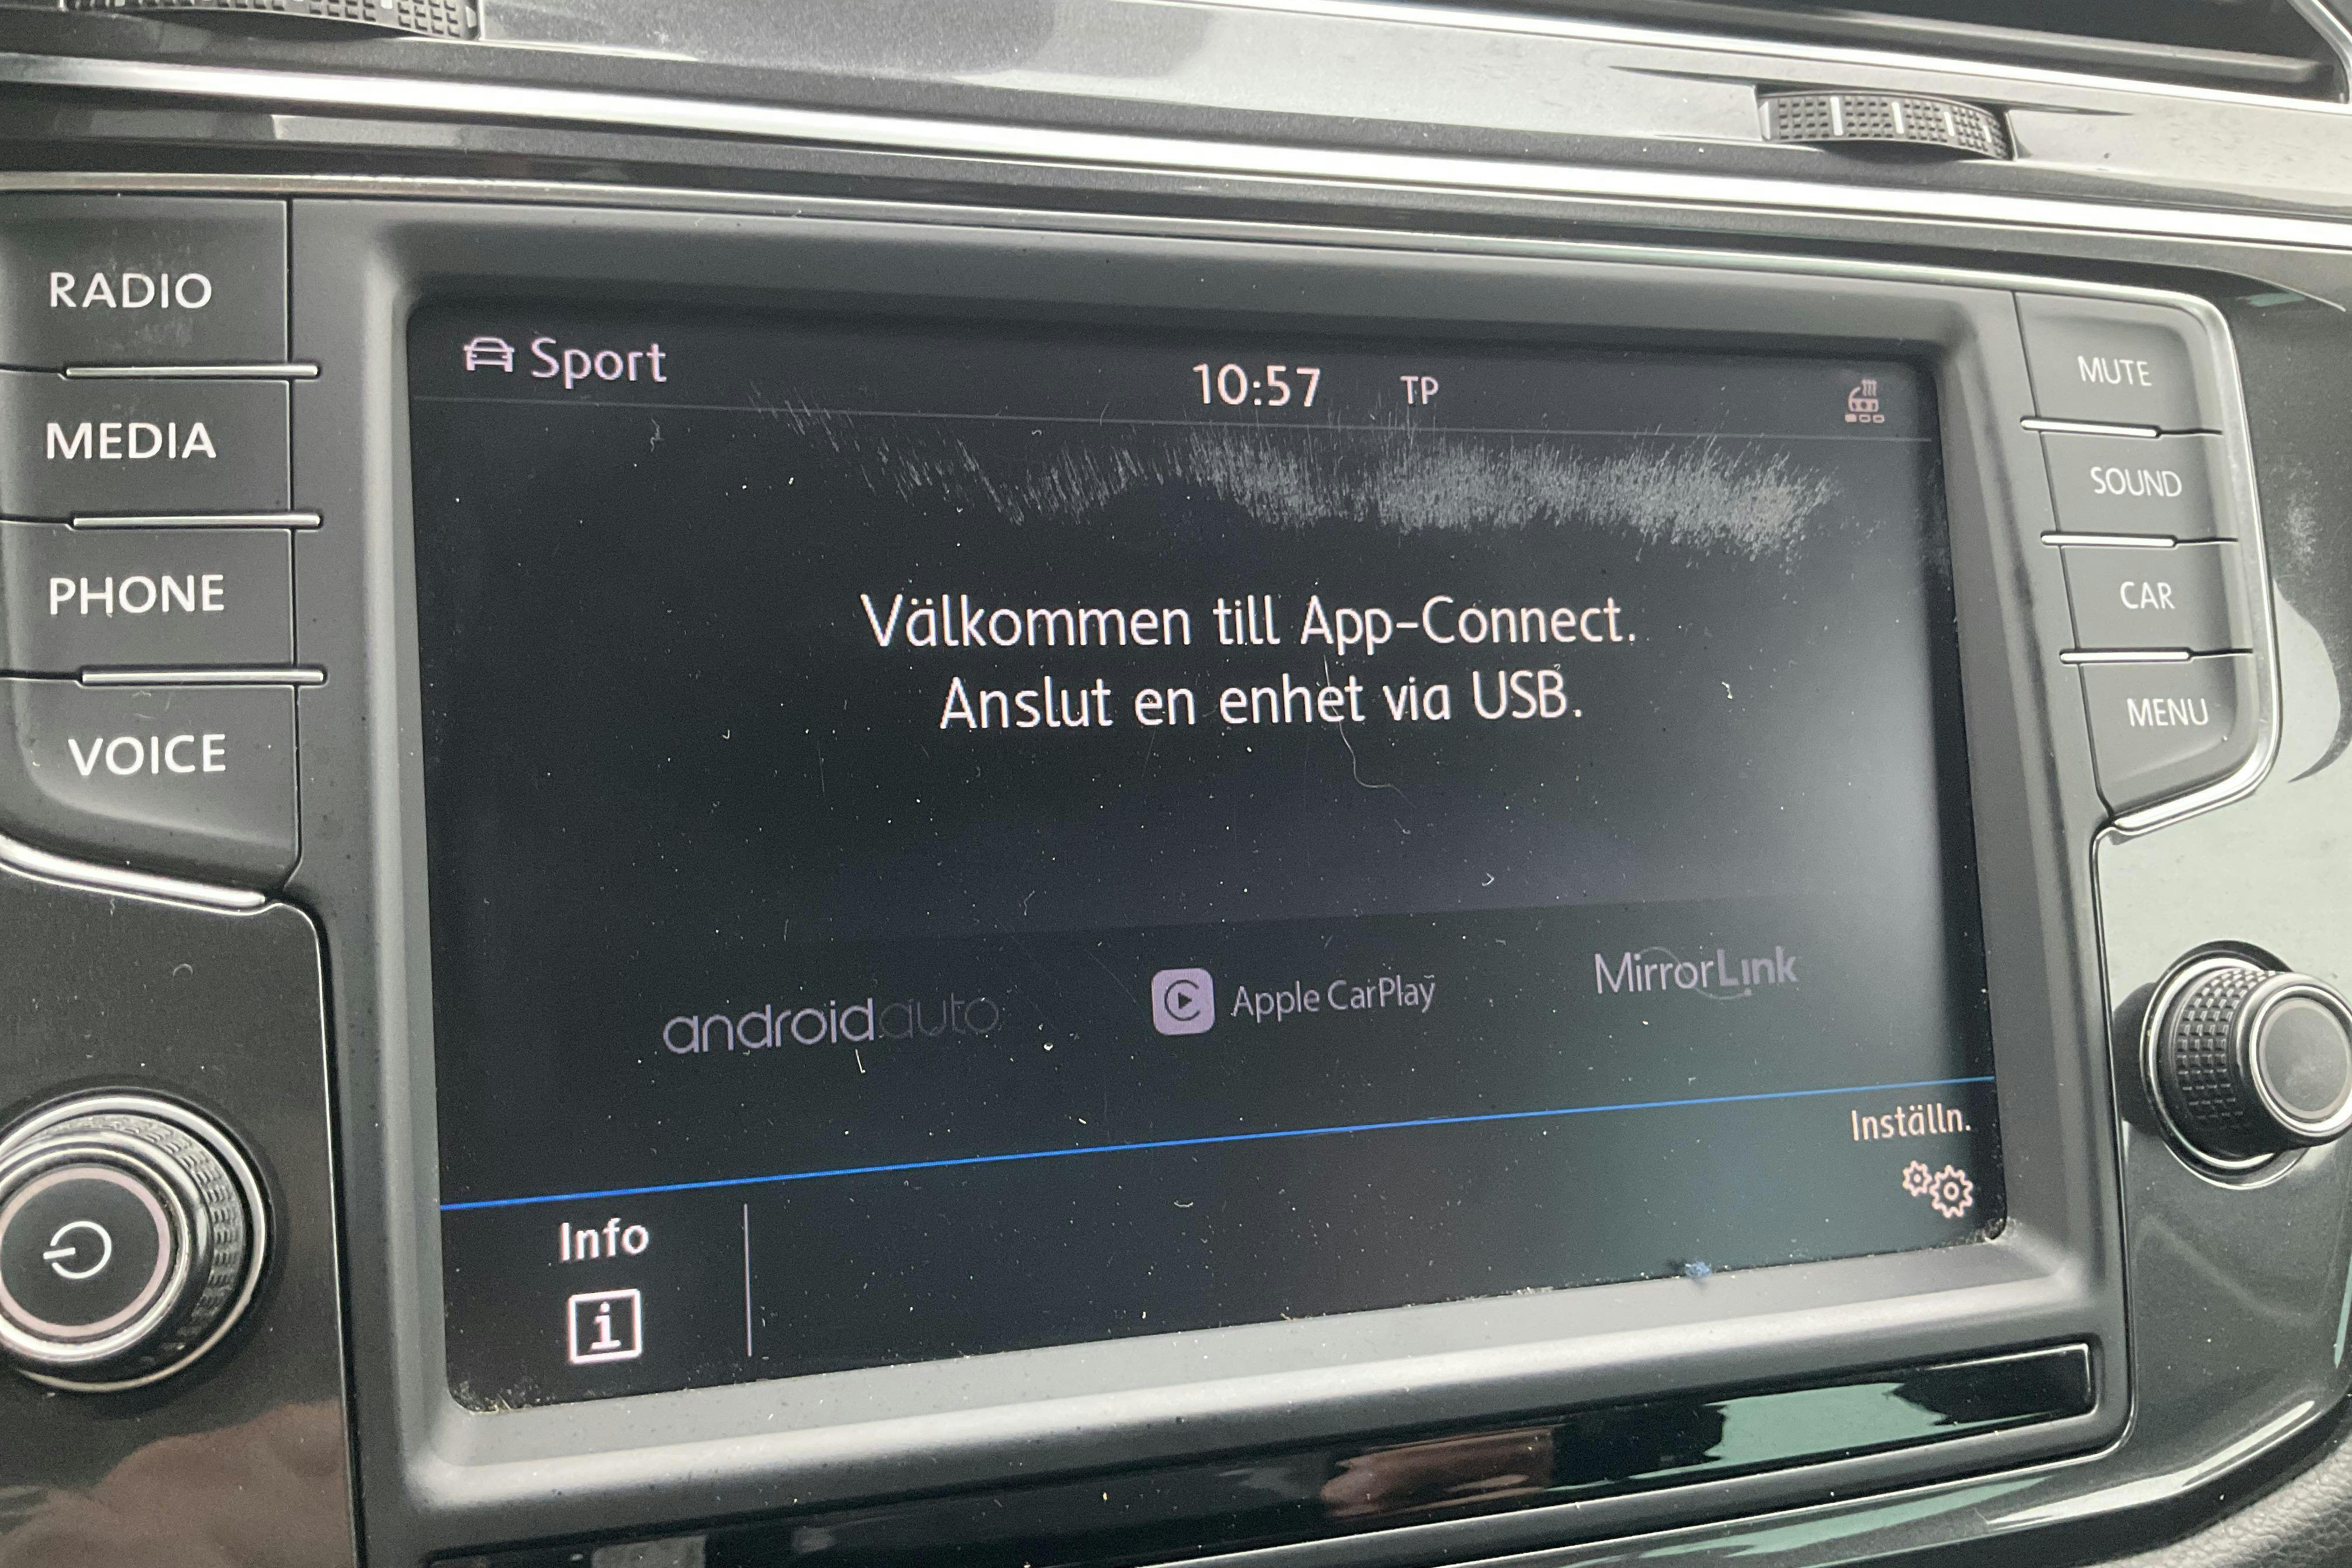 RADIO
MEDIA
PHONE
VOICE
Sport
10:57 TP
Välkommen till App-Connect.
Anslut en enhet via USB.
androidauto
Apple CarPlay
MirrorLink
Inställn.
Info
i
MUTE
SOUND
CAR
MENU